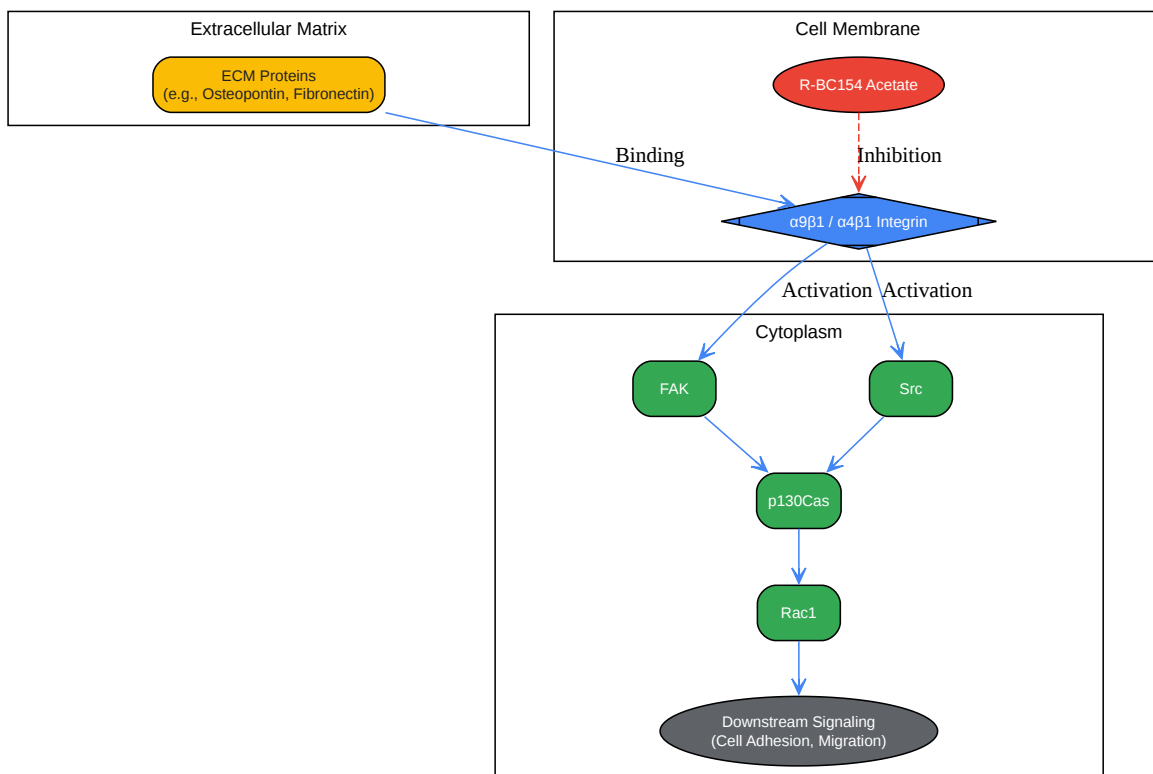 Extracellular Matrix
ECM Proteins
(e.g., Osteopontin, Fibronectin)
Cell Membrane
R-BC154 Acetate
Binding
Inhibition
α9β1 / α4β1 Integrin
Activation
Activation
Cytoplasm
FAK
Src
p130Cas
Rac1
Downstream Signaling
(Cell Adhesion, Migration)